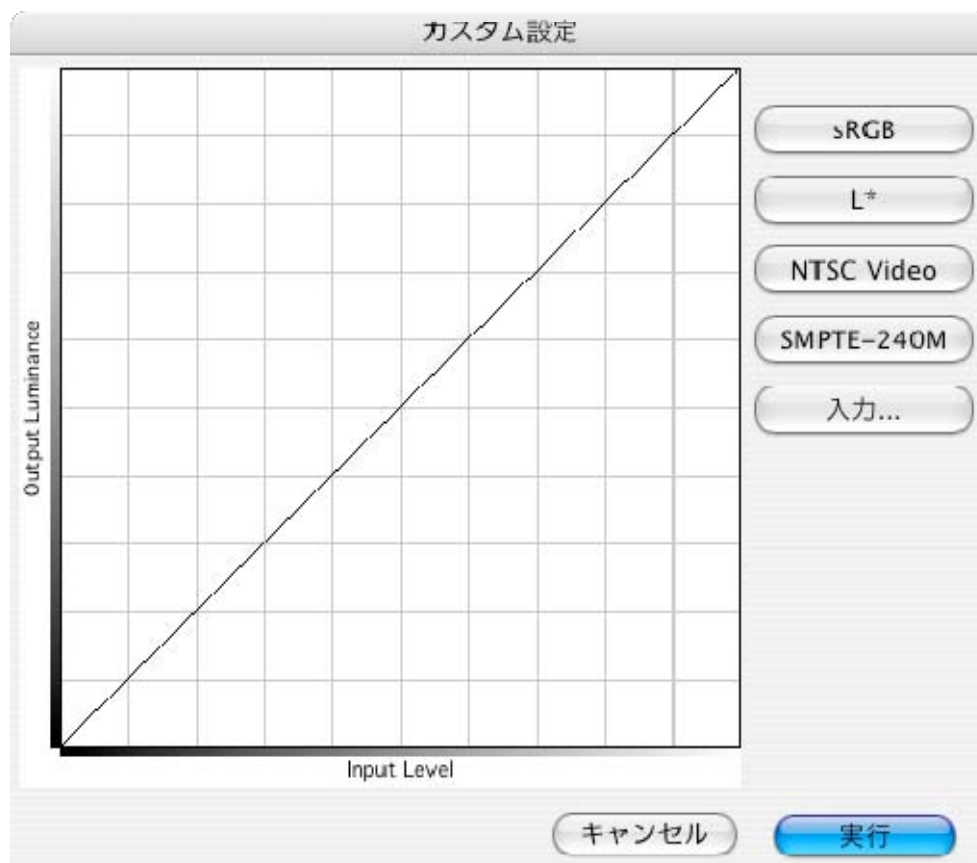 カスタム設定
sRGB
L*
NTSC Video
SMPTE-240M
入力...
Output Luminance
Input Level
キャンセル
実行